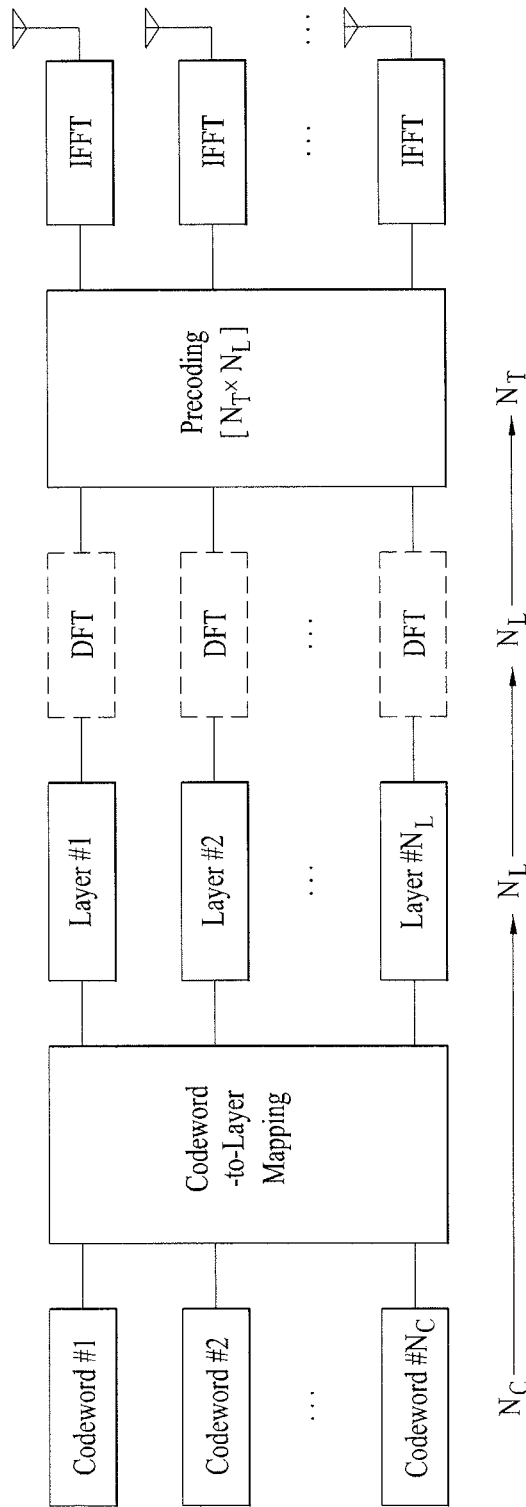 Codeword #1
Codeword #2
...
Codeword #N_C
Codeword
-to-Layer
Mapping
Layer #1
Layer #2
...
Layer #N_L
DFT
DFT
...
DFT
Precoding
[ N_T × N_L ]
IFFT
IFFT
...
IFFT
...
N_C
N_L
N_L
N_T